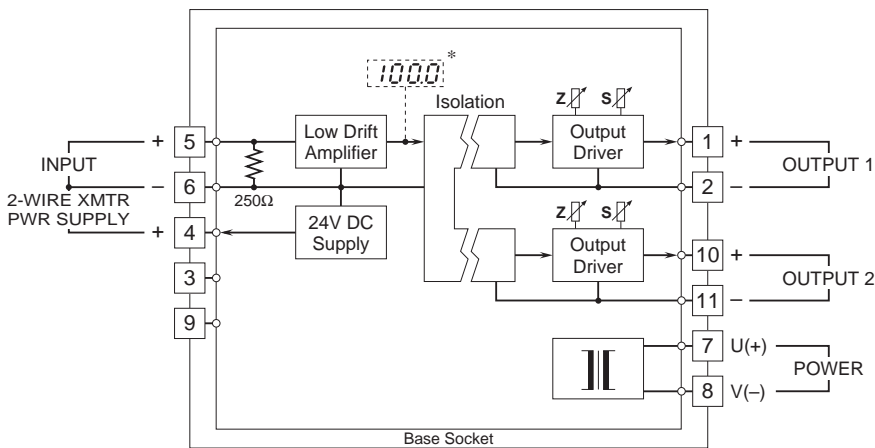 100.0
*
Isolation
Z
S
5
+
Low Drift
Amplifier
Output
Driver
1
+
INPUT
OUTPUT 1
–
6
250Ω
2
–
2-WIRE XMTR
PWR SUPPLY
24V DC
Supply
Z
S
+
4
Output
Driver
10
+
3
OUTPUT 2
11
–
9
7
U(+)
POWER
8
V(–)
Base Socket